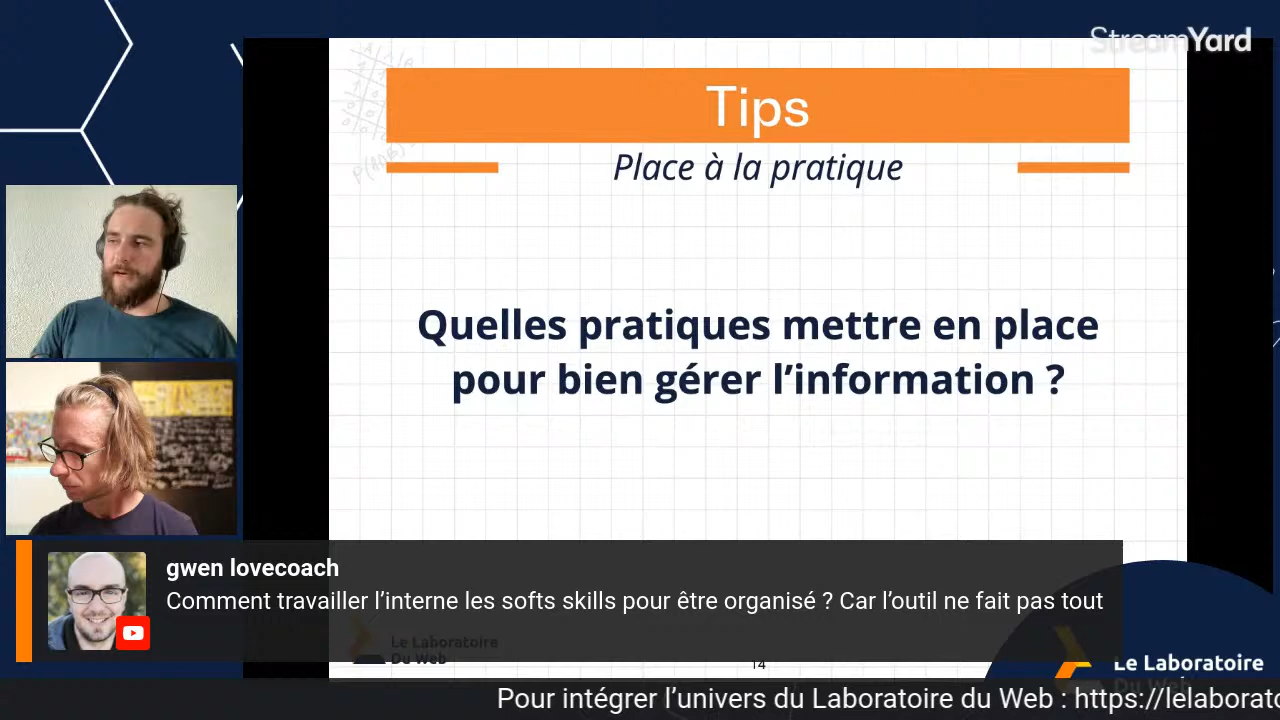 StreamYard
Tips
Place à la pratique
Quelles pratiques mettre en place
pour bien gérer l’information ?
gwen lovecoach
Comment travailler l’interne les softs skills pour être organisé ? Car l’outil ne fait pas tout
Le Laboratoire
Du Web
14
Le Laboratoire
Du Web
Pour intégrer l’univers du Laboratoire du Web : https://lelaborato